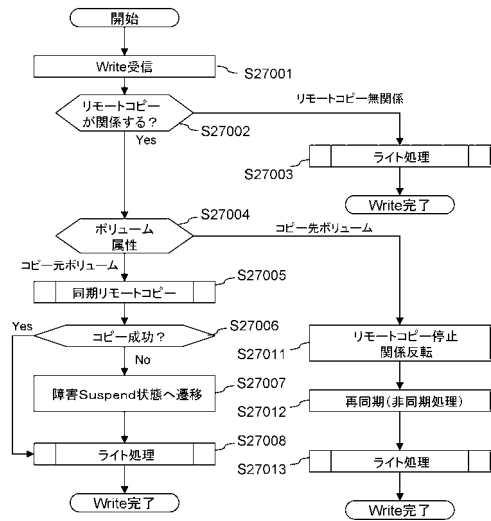 開始
Write受信
S27001
リモートコピー
が関係する?
S27002
リモートコピー無関係
Yes
ライト処理
S27003
Write完了
ボリューム
属性
S27004
コピー先ボリューム
コピー元ボリューム
同期リモートコピー
S27005
Yes
コピー成功?
S27006
No
障害Suspend状態へ遷移
S27007
ライト処理
S27008
Write完了
リモートコピー停止
関係反転
S27011
再同期(非同期処理)
S27012
ライト処理
S27013
Write完了